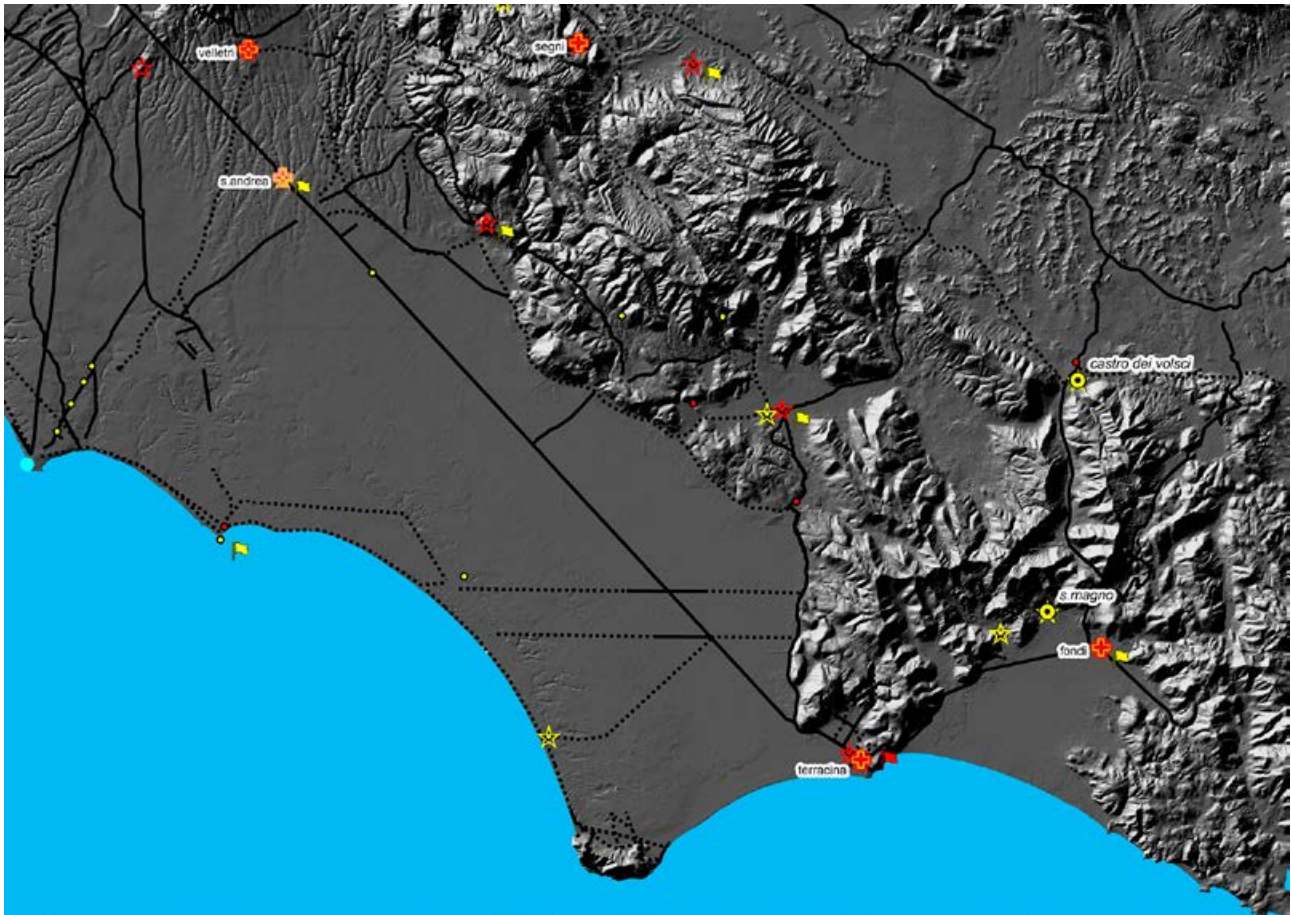 velletri
segni
s.andrea
castro dei volsci
s.magno
fondi
terracina